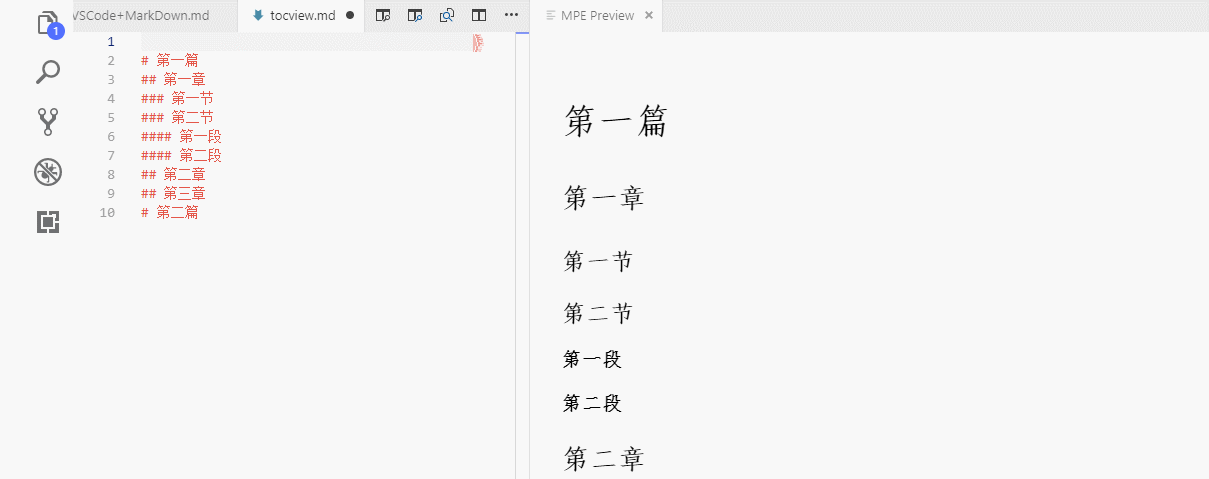 VSCode+MarkDown.md
tocview.md
MPE Preview
1
1
2 # 第一篇
3 ## 第一章
4 ### 第一节
5 ### 第二节
6 #### 第一段
7 #### 第二段
8 ## 第二章
9 ## 第三章
10 # 第二篇
第一篇
第一章
第一节
第二节
第一段
第二段
第二章